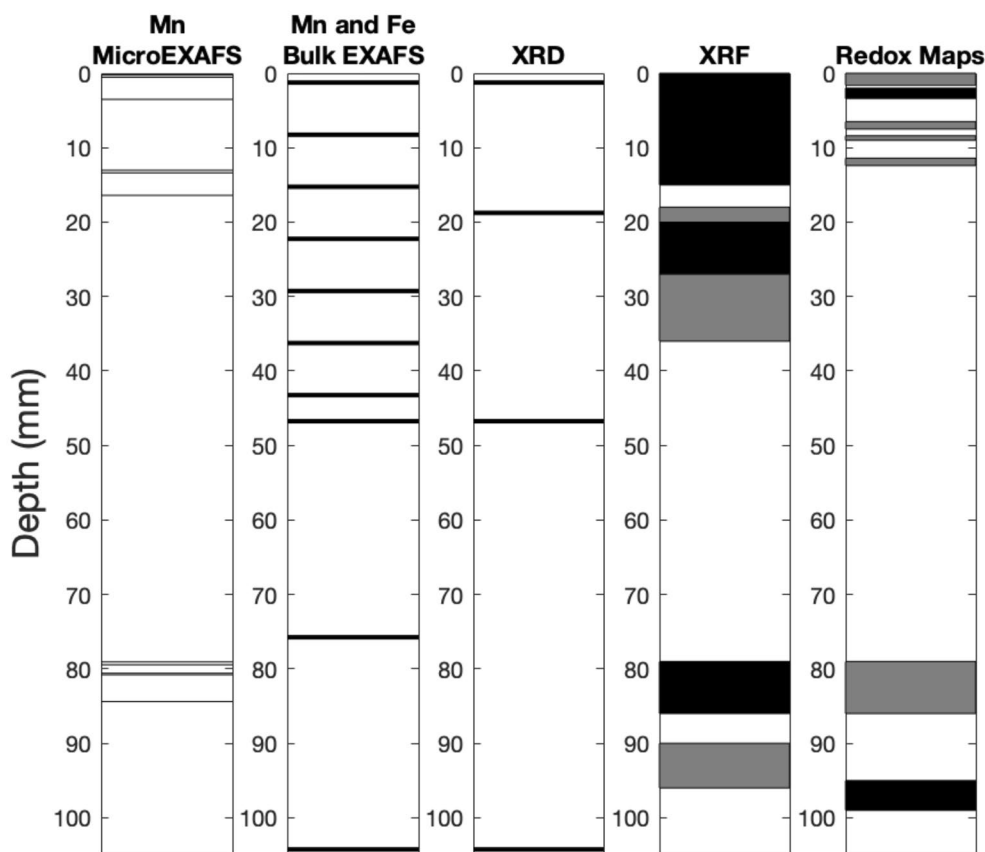 Mn
MicroEXAFS
Mn and Fe
Bulk EXAFS
XRD
XRF
Redox Maps
0 0 0 0 0
10 10 10 10 10
20 20 20 20 20
30 30 30 30 30
40 40 40 40 40
50 50 50 50 50
60 60 60 60 60
70 70 70 70 70
80 80 80 80 80
90 90 90 90 90
100 100 100 100 100
Depth (mm)